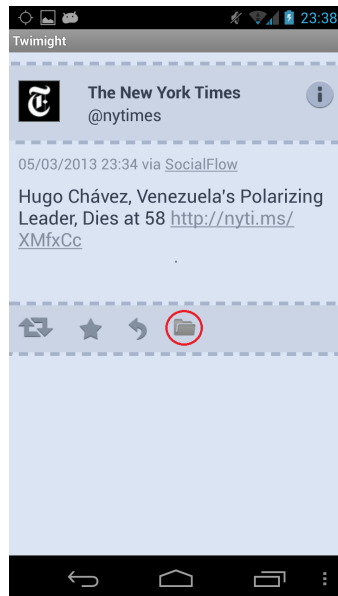 23:38
Twimight
The New York Times
@nytimes
05/03/2013 23:34 via SocialFlow
Hugo Chávez, Venezuela's Polarizing
Leader, Dies at 58 http://nyti.ms/
XMfxCc
.